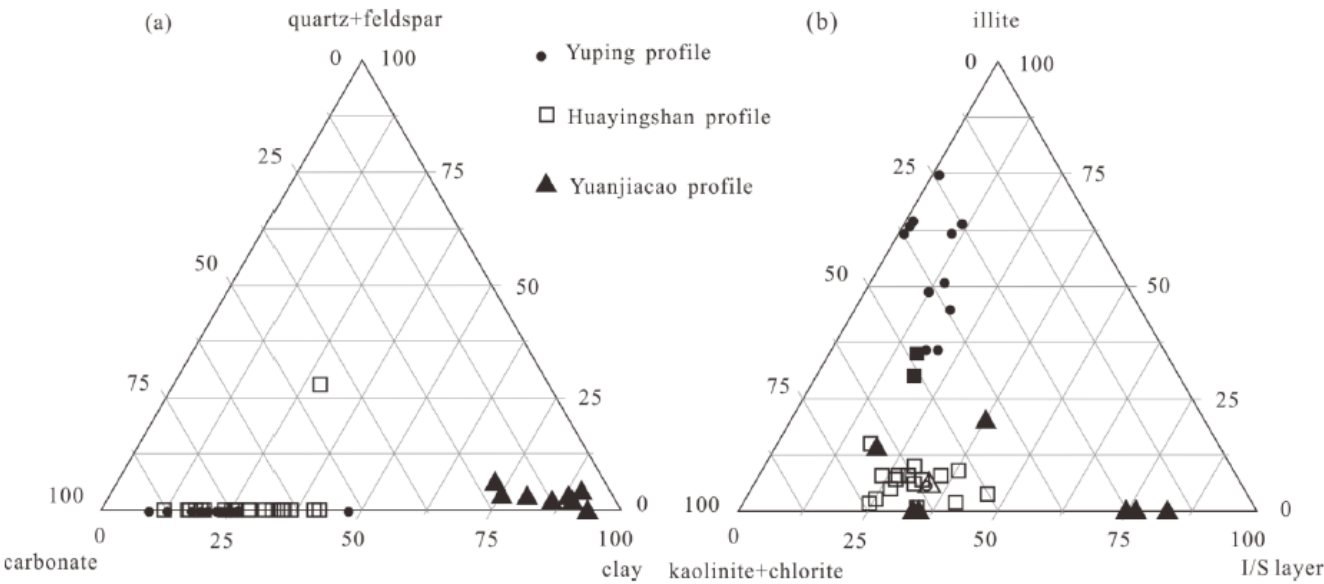 (a)
quartz+feldspar
0 100
25
75
50
50
75
25
100
0
0 25 50 75 100
carbonate
clay
Yuping profile
Huayingshan profile
Yuanjiacao profile
(b)
illite
0 100
25
75
50
50
75
25
100
0
0 25 50 75 100
kaolinite+chlorite
I/S layer